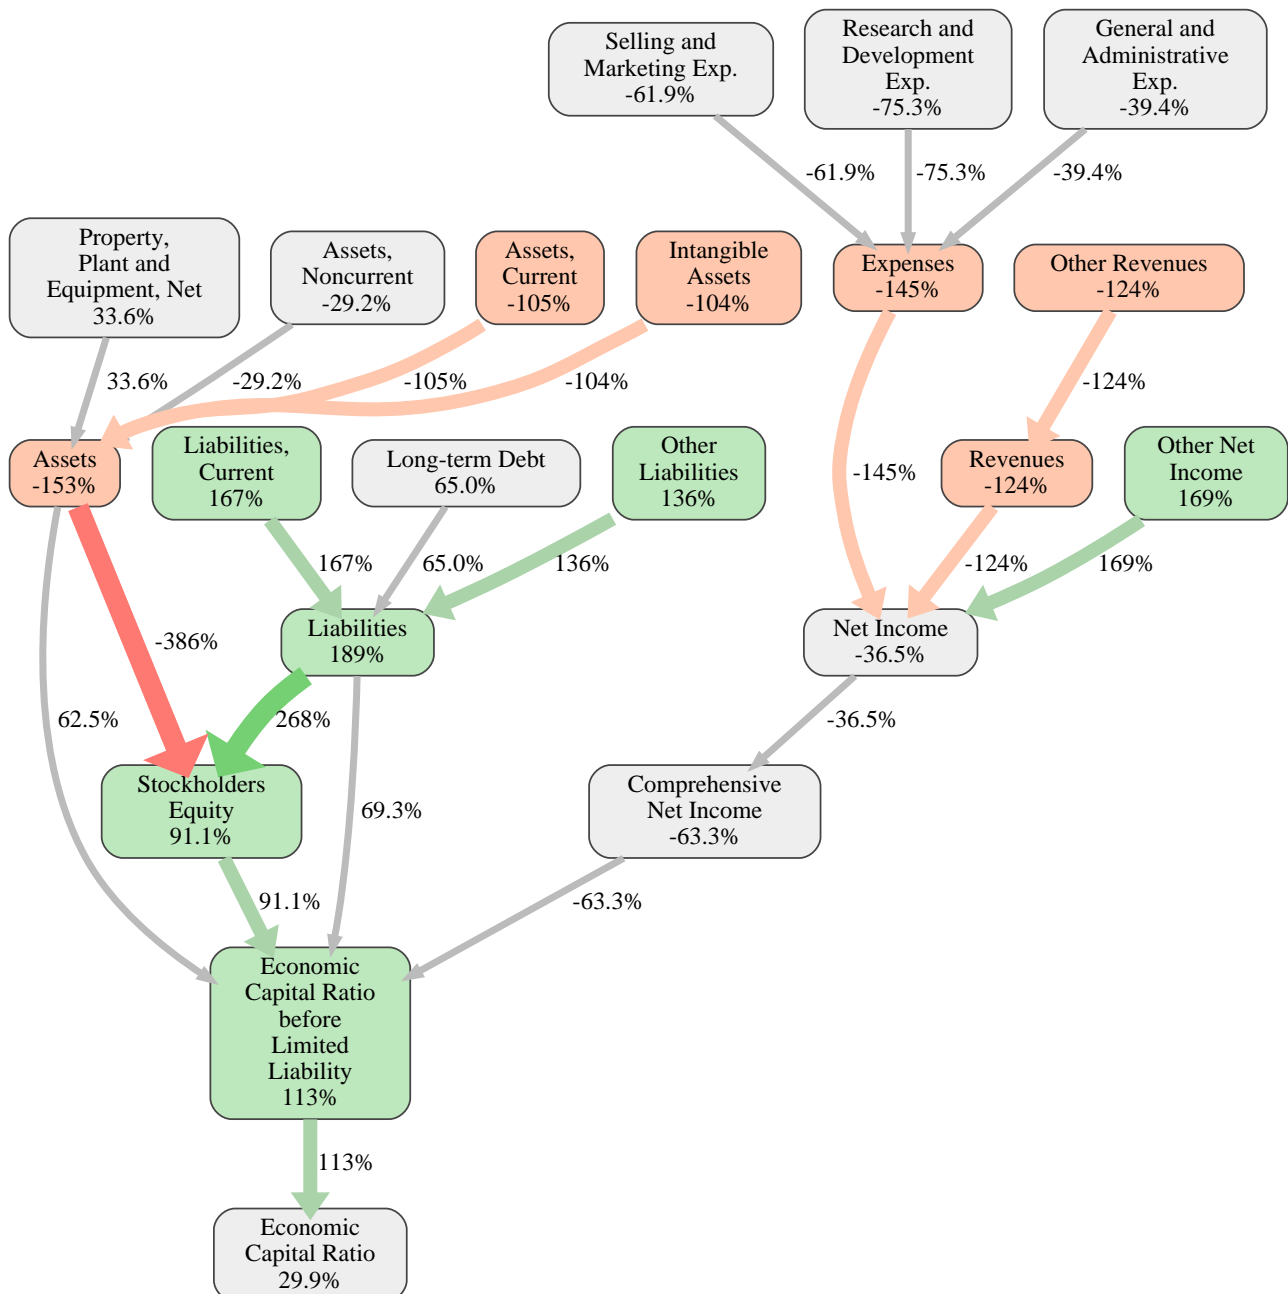 Selling and
Marketing Exp.
-61.9%
Research and
Development
Exp.
-75.3%
General and
Administrative
Exp.
-39.4%
-61.9%
-75.3%
-39.4%
Property,
Plant and
Equipment, Net
33.6%
Assets,
Noncurrent
-29.2%
Assets,
Current
-105%
Intangible
Assets
-104%
Expenses
-145%
Other Revenues
-124%
33.6%
-29.2%
-105%
-104%
-124%
Assets
-153%
Liabilities,
Current
167%
Long-term Debt
65.0%
Other
Liabilities
136%
-145%
Revenues
-124%
Other Net
Income
169%
167%
65.0%
136%
-124%
169%
-386%
Liabilities
189%
Net Income
-36.5%
62.5%
268%
-36.5%
Stockholders
Equity
91.1%
69.3%
Comprehensive
Net Income
-63.3%
91.1%
-63.3%
Economic
Capital Ratio
before
Limited
Liability
113%
113%
Economic
Capital Ratio
29.9%